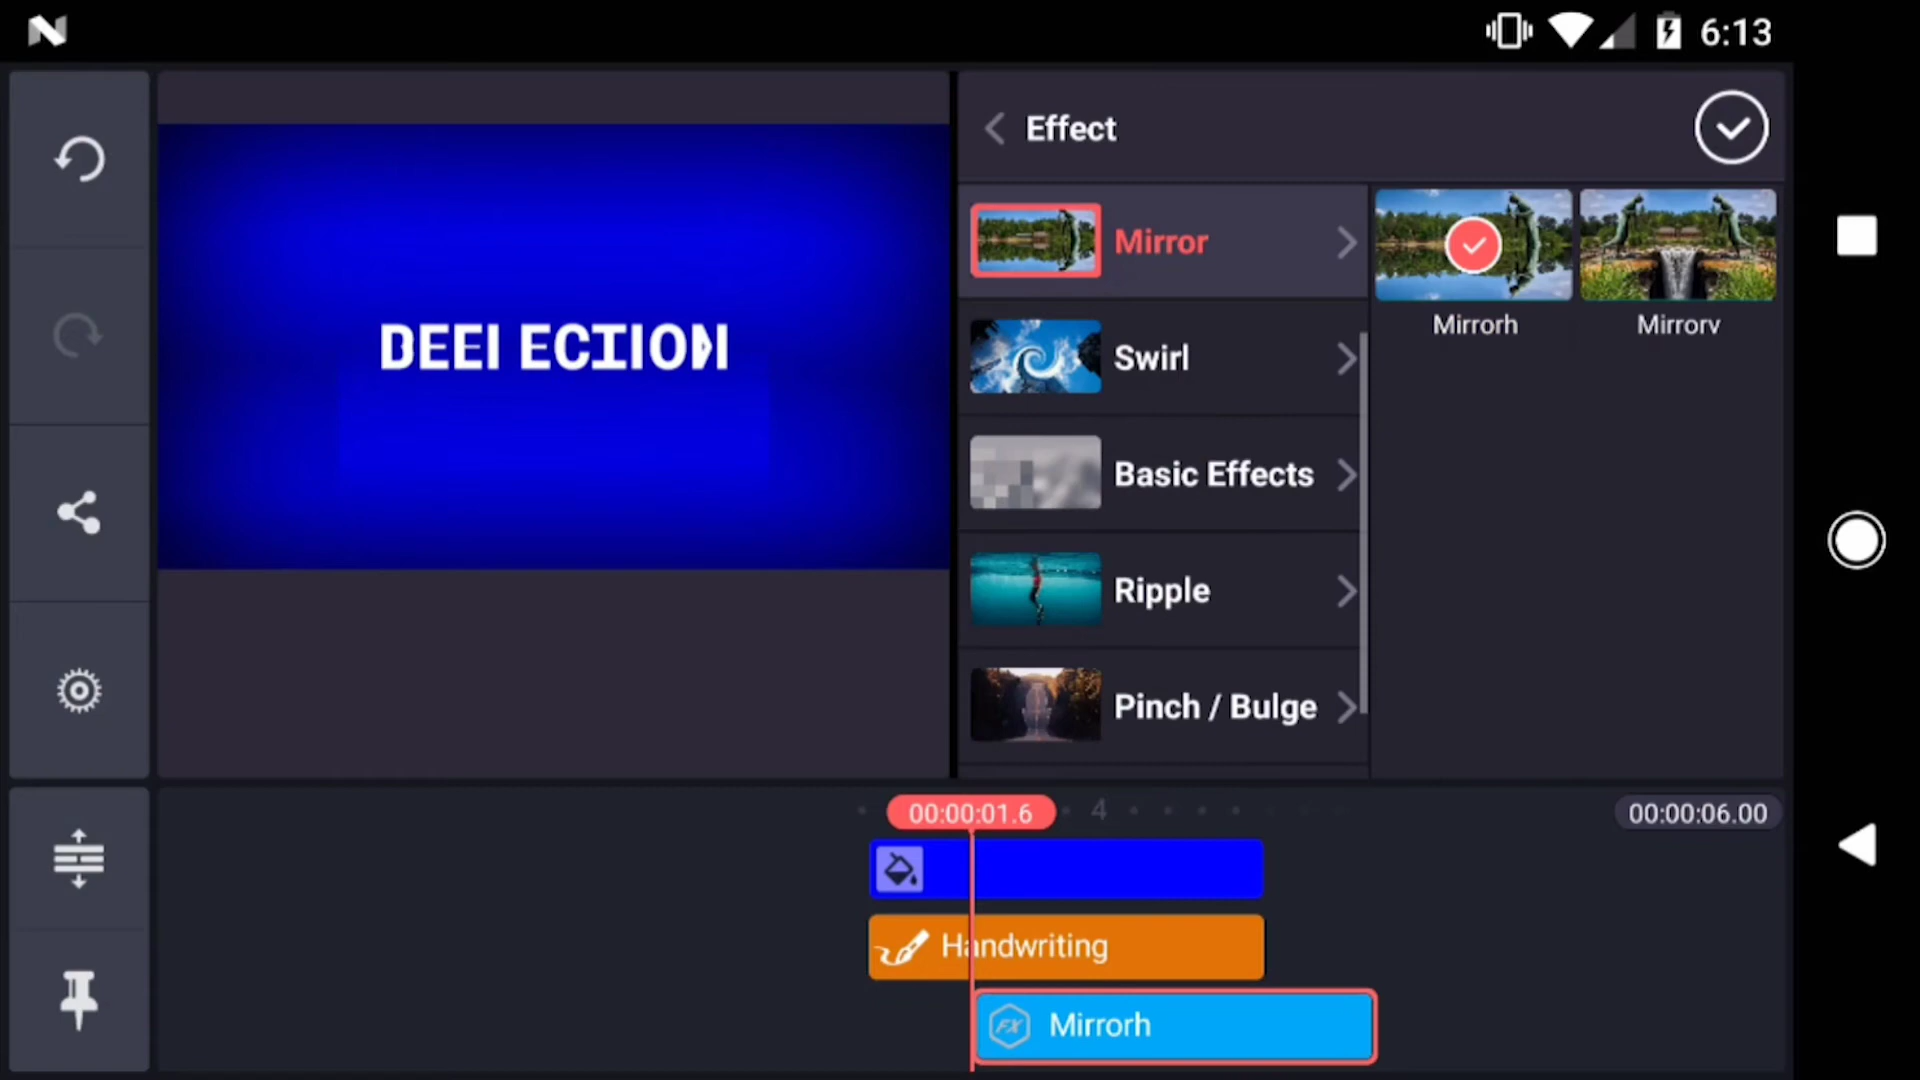 6:13
Effect
Mirror
Swirl
Basic Effects
Ripple
Pinch / Bulge
Mirrorh
Mirrorv
00:00:01.6
4
00:00:06.00
Handwriting
FX
Mirrorh